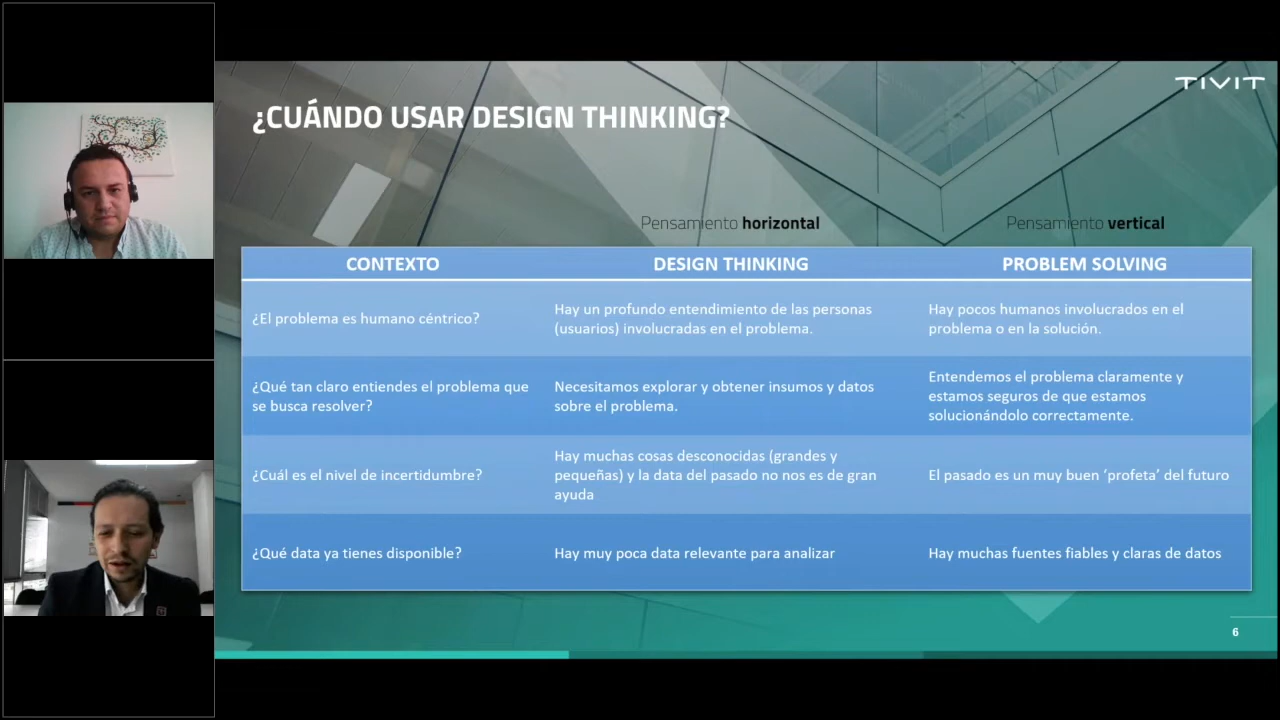 TIVIT
¿CUÁNDO USAR DESIGN THINKING?
Pensamiento horizontal
Pensamiento vertical
CONTEXTO
DESIGN THINKING
PROBLEM SOLVING
¿El problema es humano céntrico?
Hay un profundo entendimiento de las personas
(usuarios) involucradas en el problema.
Hay pocos humanos involucrados en el
problema o en la solución.
¿Qué tan claro entiendes el problema que
se busca resolver?
Necesitamos explorar y obtener insumos y datos
sobre el problema.
Entendemos el problema claramente y
estamos seguros de que estamos
solucionándolo correctamente.
¿Cuál es el nivel de incertidumbre?
Hay muchas cosas desconocidas (grandes y
pequeñas) y la data del pasado no nos es de gran
ayuda
El pasado es un muy buen ‘profeta’ del futuro
¿Qué data ya tienes disponible?
Hay muy poca data relevante para analizar
Hay muchas fuentes fiables y claras de datos
6